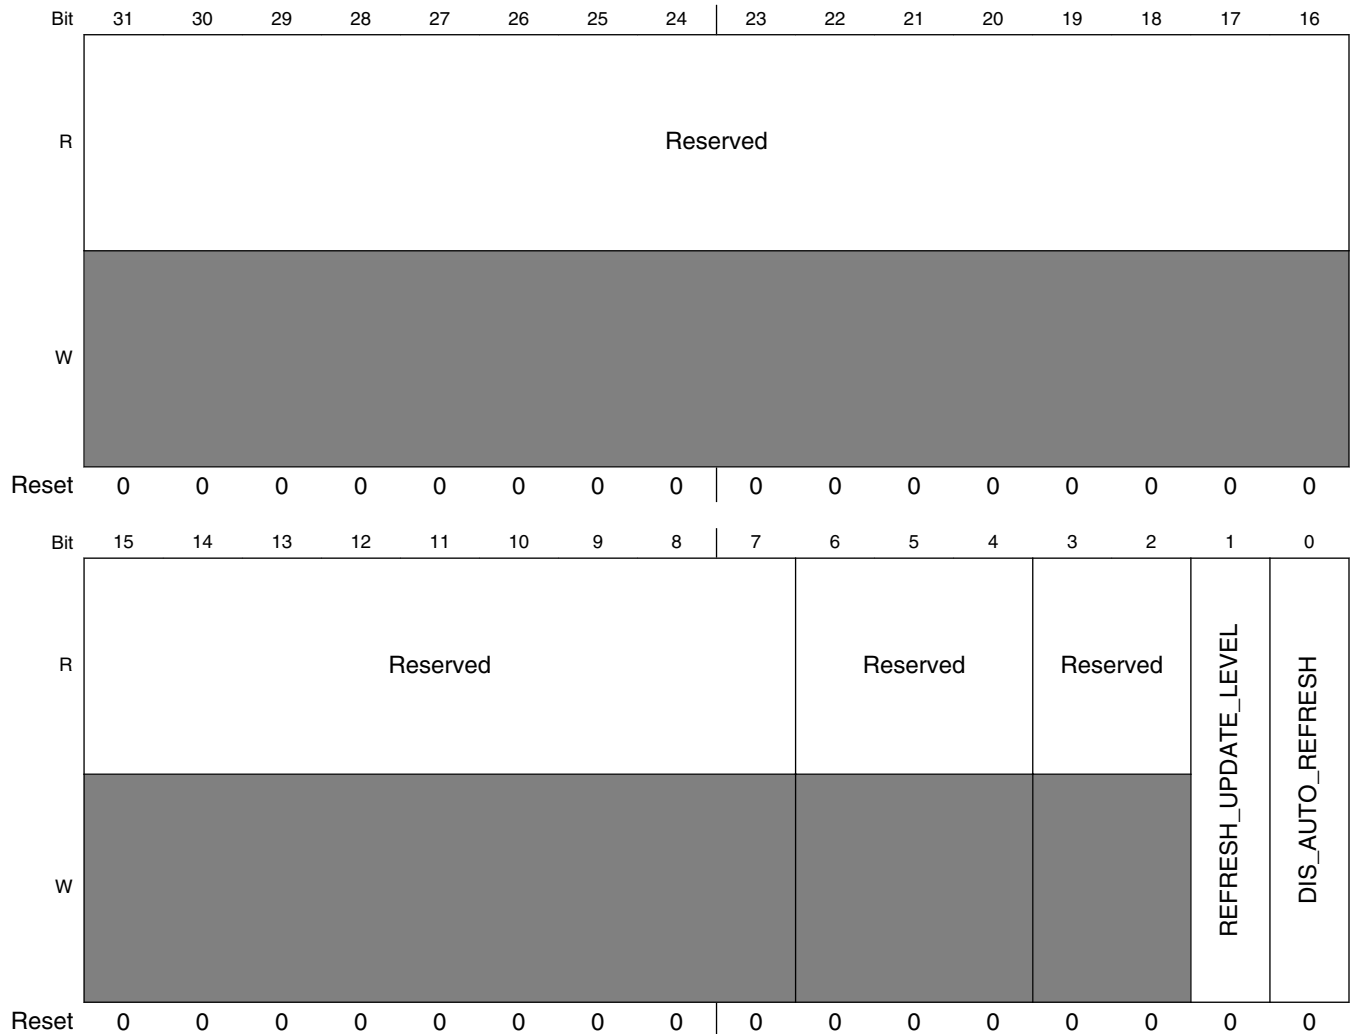 Bit 31 30 29 28 27 26 25 24 23 22 21 20 19 18 17 16
R Reserved
W
Reset 0 0 0 0 0 0 0 0 0 0 0 0 0 0 0 0
Bit 15 14 13 12 11 10 9 8 7 6 5 4 3 2 1 0
R Reserved Reserved Reserved
REFRESH_UPDATE_LEVEL
DIS_AUTO_REFRESH
W
Reset 0 0 0 0 0 0 0 0 0 0 0 0 0 0 0 0